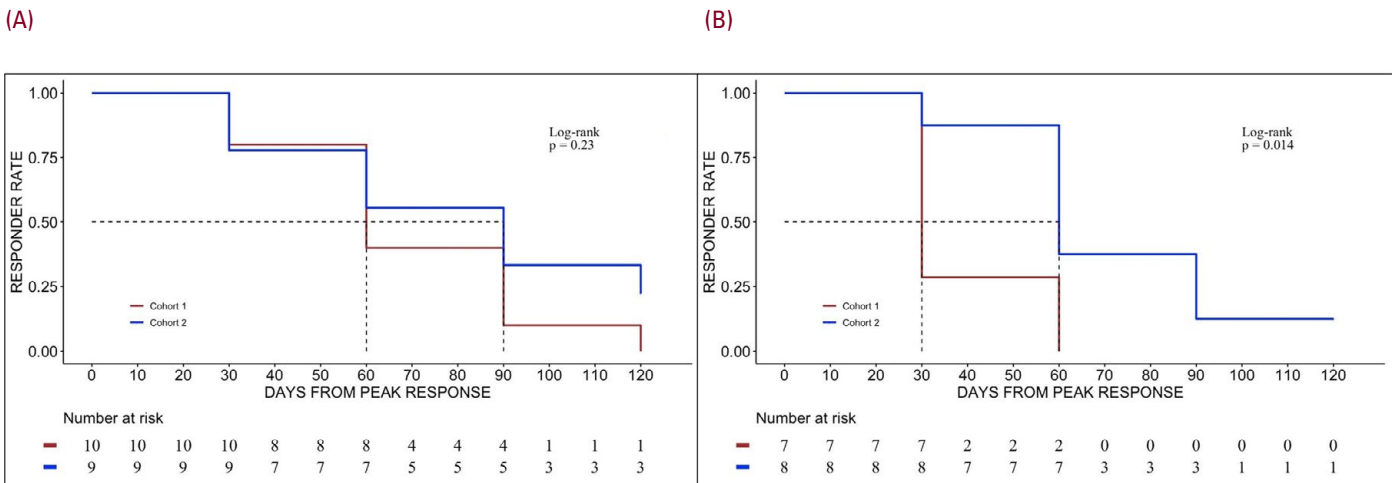 (A)
(B)
1.00
0.75
0.50
0.25
0.00
RESPONDER RATE
Log-rank
p = 0.23
Cohort 1
Cohort 2
0 10 20 30 40 50 60 70 80 90 100 110 120
DAYS FROM PEAK RESPONSE
Number at risk
10 10 10 10 8 8 8 4 4 4 1 1 1
9 9 9 9 7 7 7 5 5 5 3 3 3
1.00
0.75
0.50
0.25
0.00
RESPONDER RATE
Log-rank
p = 0.014
Cohort 1
Cohort 2
0 10 20 30 40 50 60 70 80 90 100 110 120
DAYS FROM PEAK RESPONSE
Number at risk
7 7 7 7 2 2 2 0 0 0 0 0 0
8 8 8 8 7 7 7 3 3 3 1 1 1